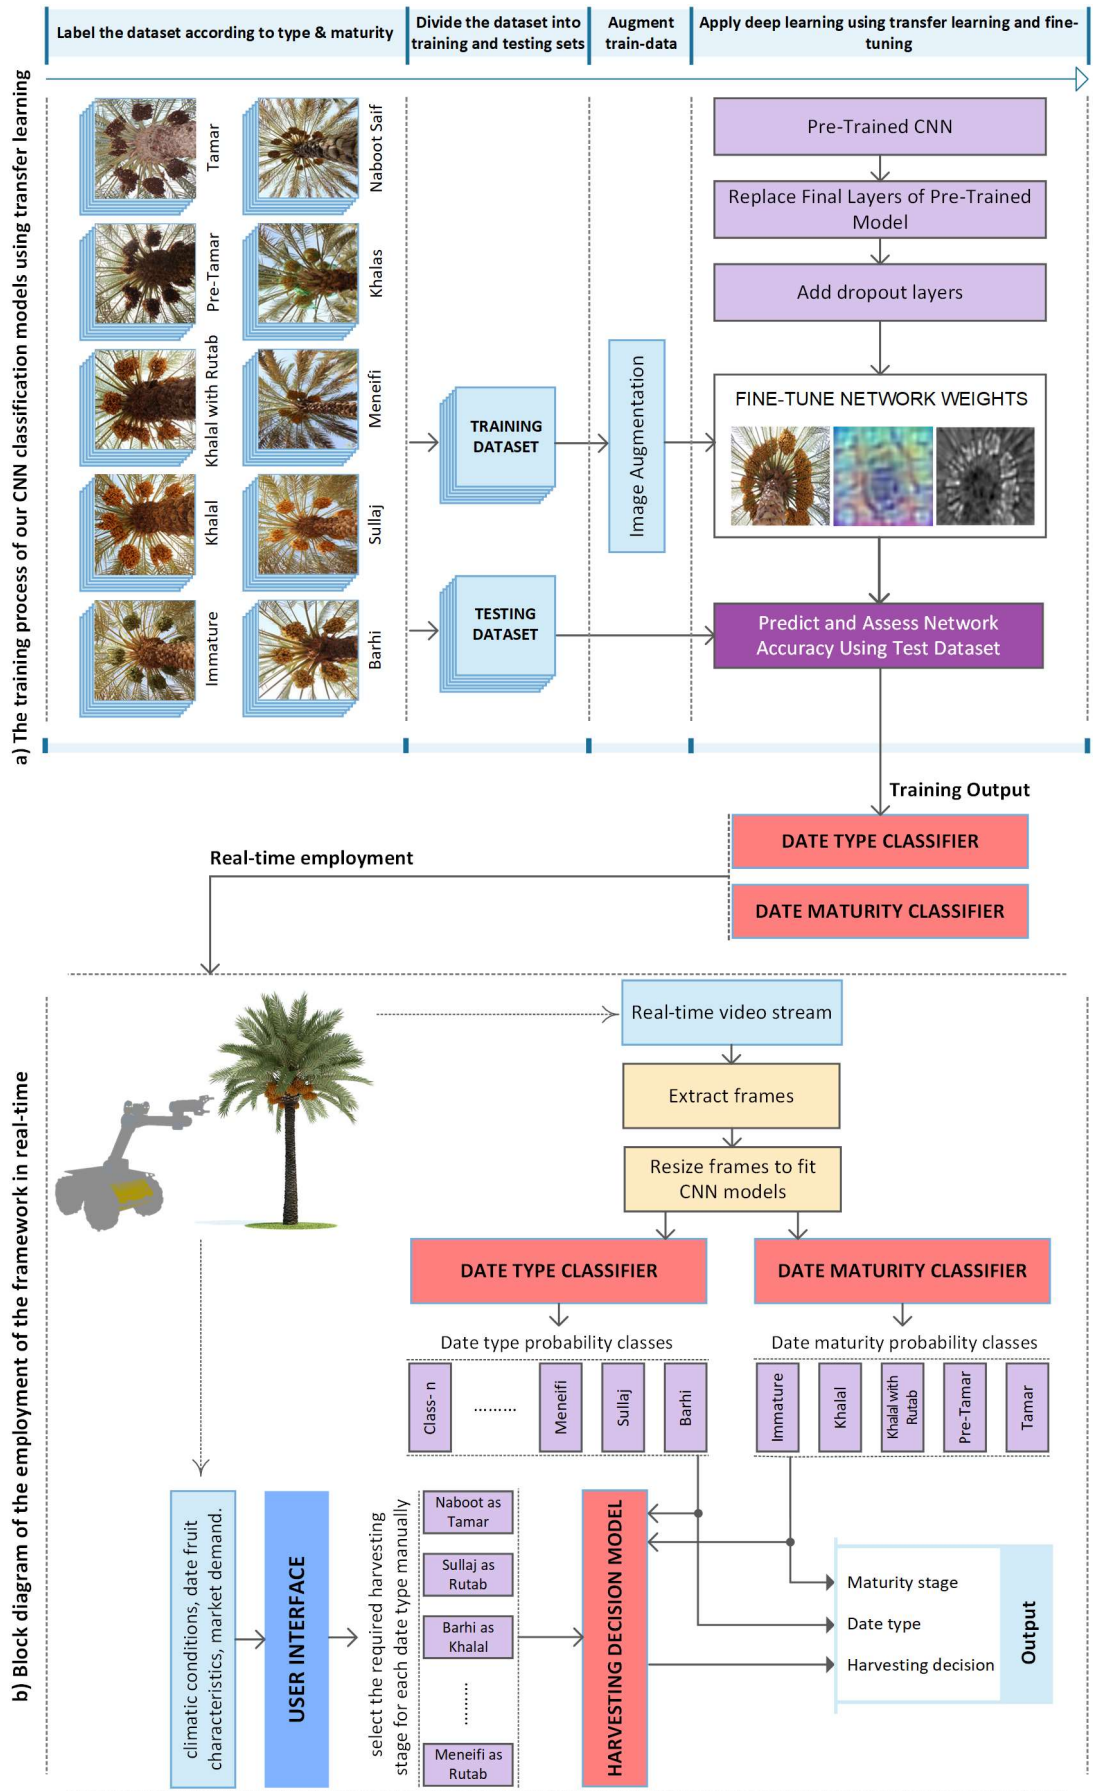 Label the dataset according to type & maturity
Divide the dataset into
training and testing sets
Augment
train-data
Apply deep learning using transfer learning and fine-
tuning
a) The training process of our CNN classification models using transfer learning
Tamar
Naboot Saif
Pre-Tamar
Khalas
Khalal with Rutab
Meneifi
Khalal
Sullaj
Immature
Barhi
TRAINING
DATASET
TESTING
DATASET
Image Augmentation
Pre-Trained CNN
Replace Final Layers of Pre-Trained
Model
Add dropout layers
FINE-TUNE NETWORK WEIGHTS
Predict and Assess Network
Accuracy Using Test Dataset
Training Output
DATE TYPE CLASSIFIER
DATE MATURITY CLASSIFIER
Real-time employment
b) Block diagram of the employment of the framework in real-time
Real-time video stream
Extract frames
Resize frames to fit
CNN models
DATE TYPE CLASSIFIER
DATE MATURITY CLASSIFIER
Date type probability classes
Date maturity probability classes
Class- n
.........
Meneifi
Sullaj
Barhi
Immature
Khalal
Khalal with
Rutab
Pre-Tamar
Tamar
climatic conditions, date fruit
characteristics, market demand.
USER INTERFACE
select the required harvesting
stage for each date type manually
Naboot as
Tamar
Sullaj as
Rutab
Barhi as
Khalal
........
Meneifi as
Rutab
HARVESTING DECISION MODEL
Maturity stage
Date type
Harvesting decision
Output